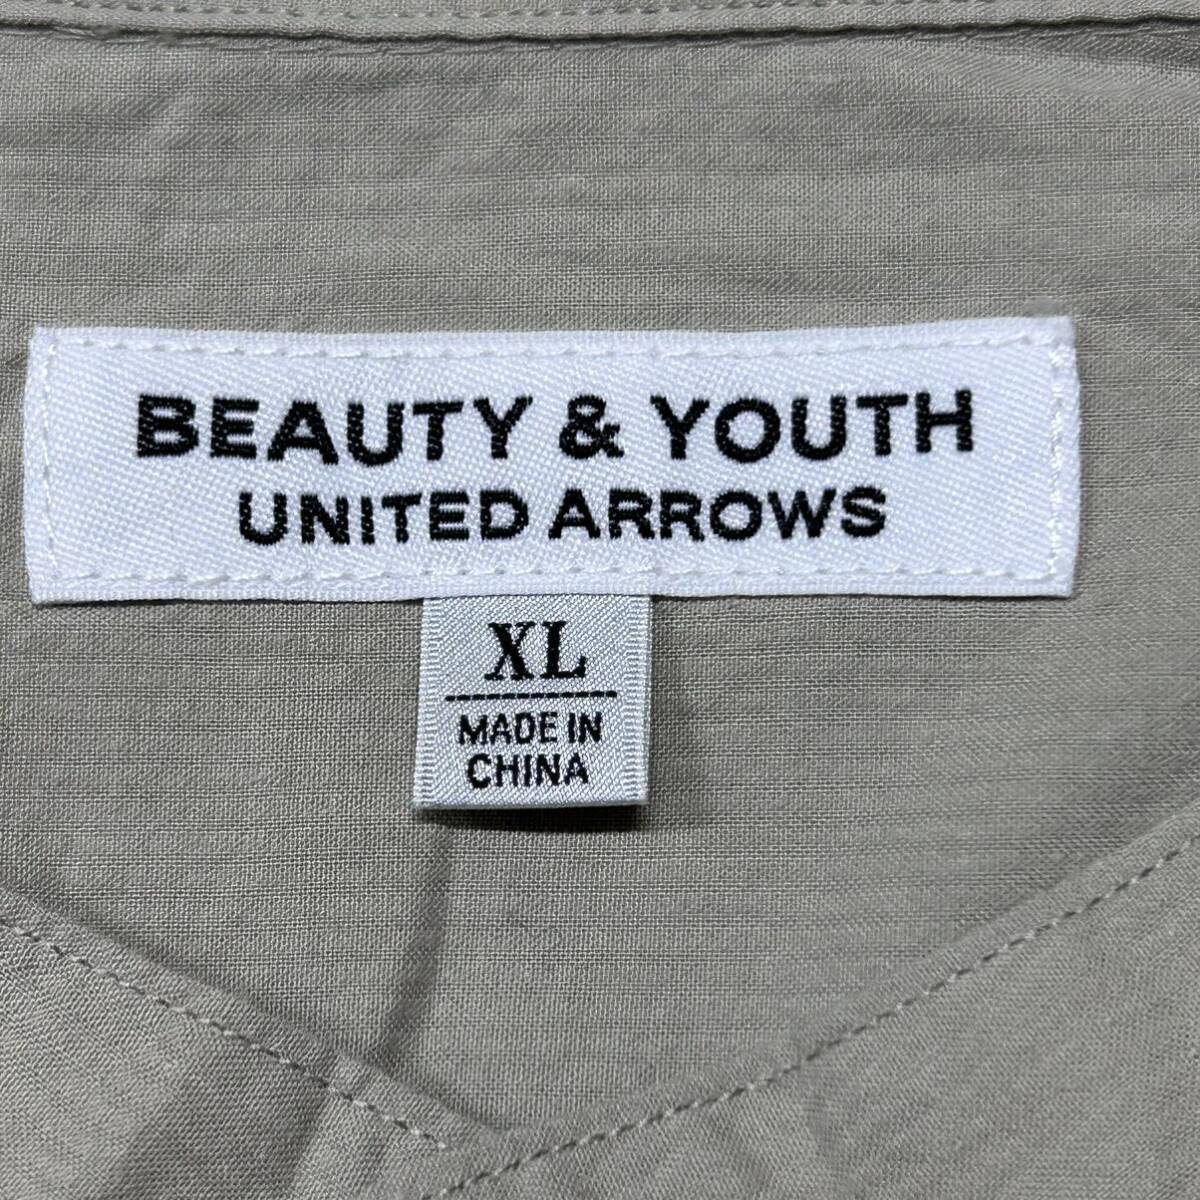 BEAUTY & YOUTH
UNITED ARROWS
XL
MADE IN
CHINA